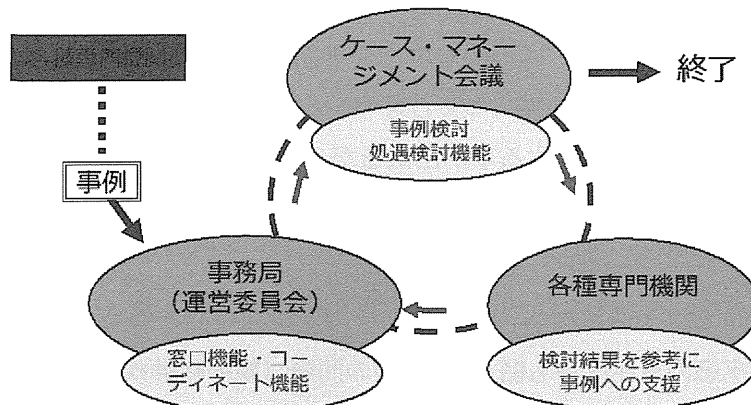 ケース・マネー
ジメント会議
終了
事例検討
処遇検討機能
事例
事務局
(運営委員会)
各種専門機関
窓口機能・コー
ディネート機能
検討結果を参考に
事例への支援